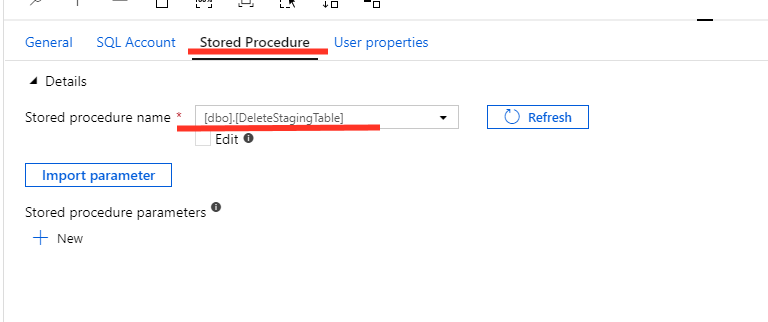 General SQL Account Stored Procedure User properties
Details
Stored procedure name * [dbo].[DeleteStagingTable] Refresh
Edit
Import parameter
Stored procedure parameters
New